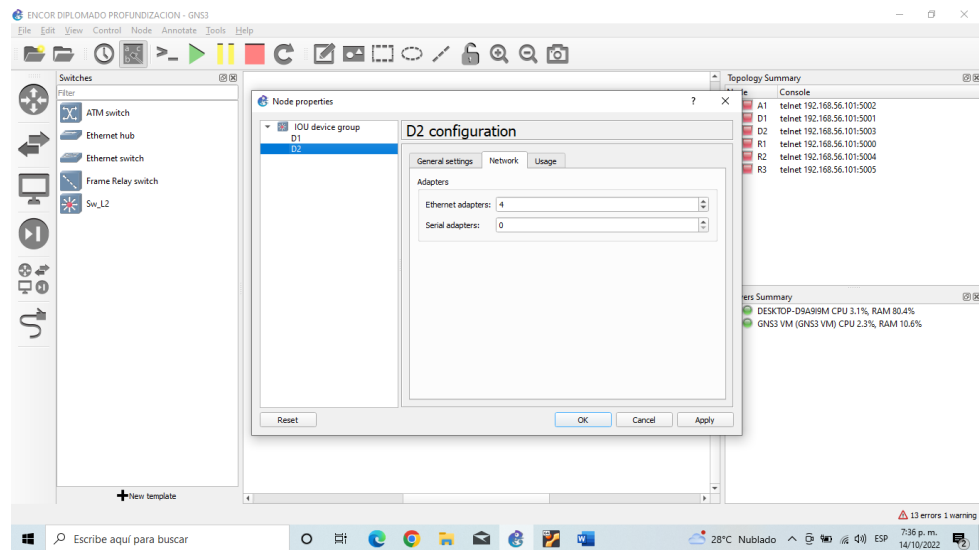 ENCOR DIPLOMADO PROFUNDIZACION - GNS3
File Edit View Control Node Annotate Tools Help
Switches
Filter
ATM switch
Ethernet hub
Ethernet switch
Frame Relay switch
Sw_L2
New template
Node properties
?
IOU device group
D1
D2
D2 configuration
General settings Network Usage
Adapters
Ethernet adapters: 4
Serial adapters: 0
Reset OK Cancel Apply
Topology Summary
Console
A1 telnet 192.168.56.101:5002
D1 telnet 192.168.56.101:5001
D2 telnet 192.168.56.101:5003
R1 telnet 192.168.56.101:5000
R2 telnet 192.168.56.101:5004
R3 telnet 192.168.56.101:5005
ers Summary
DESKTOP-D9A9I9M CPU 3.1%, RAM 80.4%
GNS3 VM (GNS3 VM) CPU 2.3%, RAM 10.6%
13 errors 1 warning
Escribe aquí para buscar
28°C Nublado
ESP
7:36 p. m.
14/10/2022
2